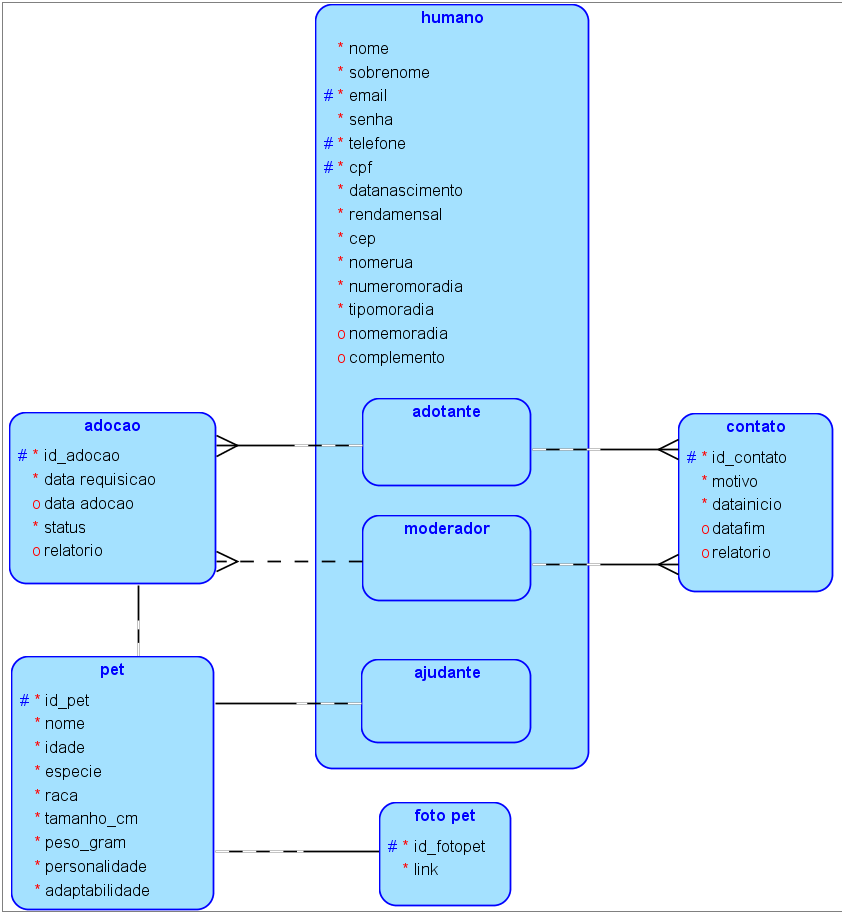 humano
* nome
* sobrenome
# * email
* senha
# * telefone
# * cpf
* datanascimento
* rendamensal
* cep
* nomerua
* numeromoradia
* tipomoradia
o nomemoradia
o complemento
adotante
moderador
ajudante
adocao
# * id_adocao
* data requisicao
o data adocao
* status
o relatorio
contato
# * id_contato
* motivo
* datainicio
o datafim
o relatorio
pet
# * id_pet
* nome
* idade
* especie
* raca
* tamanho_cm
* peso_gram
* personalidade
* adaptabilidade
foto pet
# * id_fotopet
* link